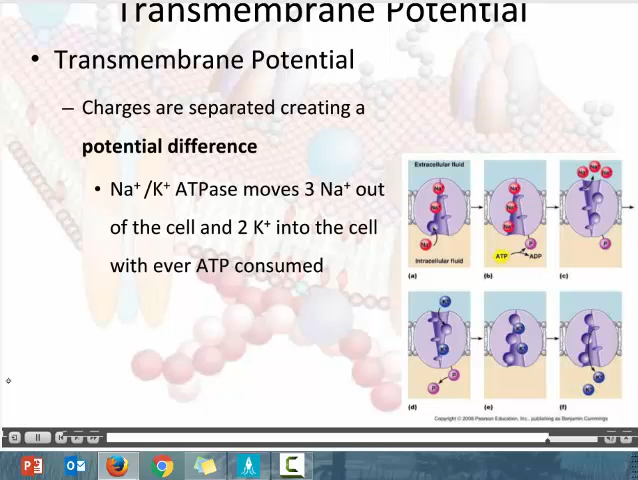 Transmembrane Potential
• Transmembrane Potential
– Charges are separated creating a
potential difference
• Na⁺ /K⁺ ATPase moves 3 Na⁺ out
of the cell and 2 K⁺ into the cell
with ever ATP consumed
Extracellular fluid
Na⁺
ATP
P
ADP
P
Intracellular fluid
(a) (b) (c)
K⁺
P
(d) (e) (f)
Copyright © 2008 Pearson Education, Inc., publishing as Benjamin Cummings